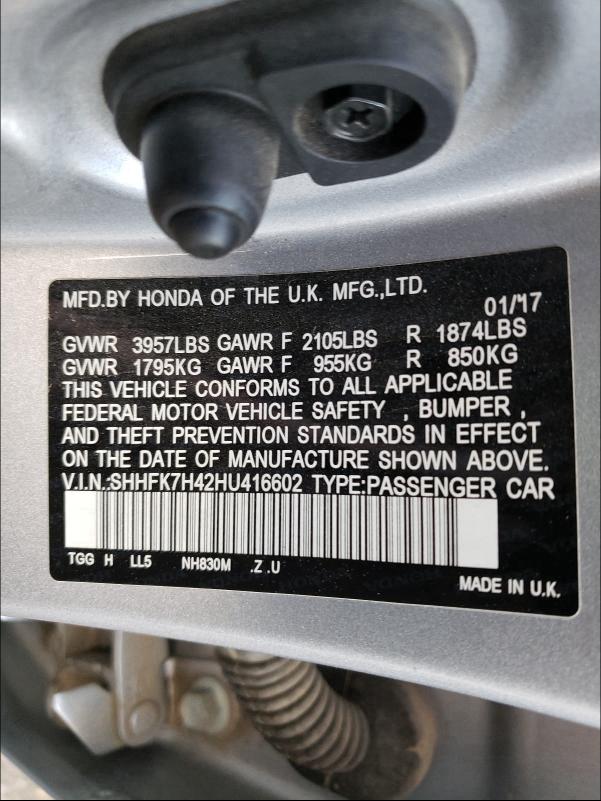 MFD.BY HONDA OF THE U.K. MFG.,LTD.
01/17
GVWR 3957LBS GAWR F 2105LBS R 1874LBS
GVWR 1795KG GAWR F 955KG R 850KG
THIS VEHICLE CONFORMS TO ALL APPLICABLE
FEDERAL MOTOR VEHICLE SAFETY , BUMPER ,
AND THEFT PREVENTION STANDARDS IN EFFECT
ON THE DATE OF MANUFACTURE SHOWN ABOVE.
V.I.N.:SHHFK7H42HU416602 TYPE:PASSENGER CAR
TGG H LL5 NH830M .Z .U
MADE IN U.K.